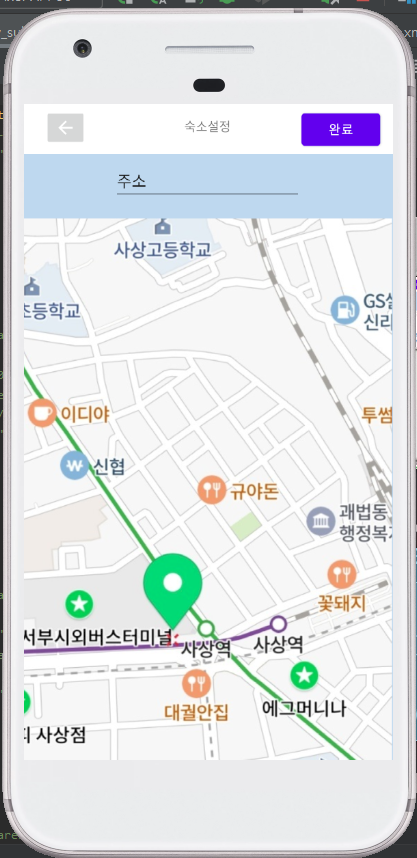 숙소설정
완료
주소
사상고등학교
초등학교
GS
신라
이디야
투썸
신협
규야돈
괘법동
행정복
꽃돼지
서부시외버스터미널
사상역
사상역
대궐안집
에그머니나
사상점